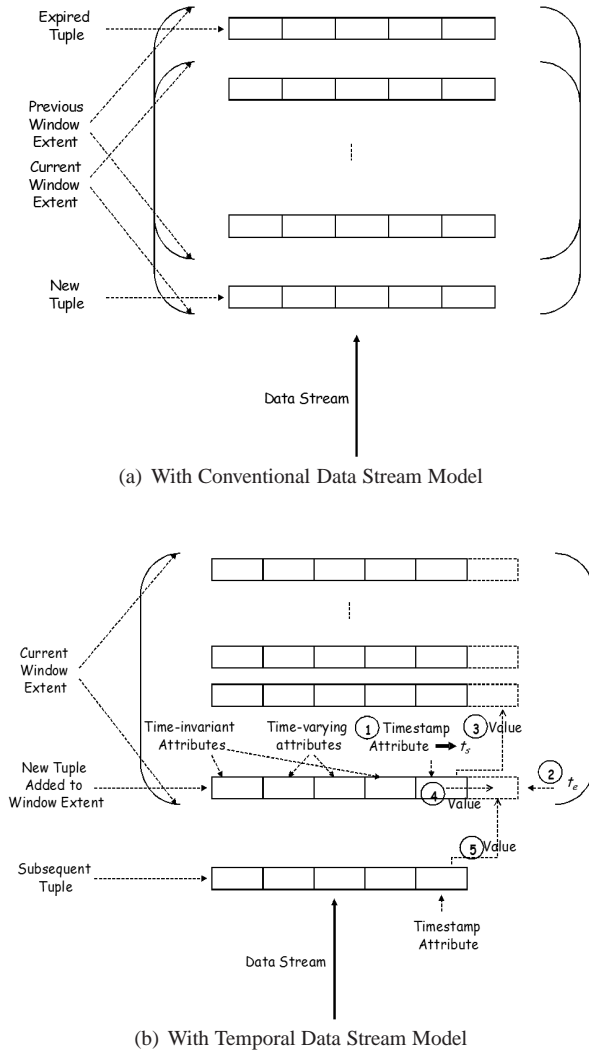 Expired
Tuple
Previous
Window
Extent
Current
Window
Extent
New
Tuple
Data Stream
(a) With Conventional Data Stream Model
Current
Window
Extent
Time-invariant
Attributes
Time-varying
attributes
1 Timestamp
Attribute
ts
3 Value
New Tuple
Added to
Window Extent
4
Value
2
te
5 Value
Subsequent
Tuple
Timestamp
Attribute
Data Stream
(b) With Temporal Data Stream Model